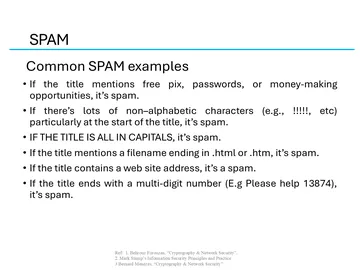 SPAM
Common SPAM examples
• If the title mentions free pix, passwords, or money-making
opportunities, it's spam.
• If there's lots of non–alphabetic characters (e.g., !!!!!, etc)
particularly at the start of the title, it's spam.
• IF THE TITLE IS ALL IN CAPITALS, it's spam.
• If the title mentions a filename ending in .html or .htm, it's spam.
• If the title contains a web site address, it's a spam.
• If the title ends with a multi-digit number (E.g Please help 13874),
it's spam.
Ref: 1. Behrouz Forouzan, "Cryptography & Network Security",
2. Mark Stamp's Information Security Principles and Practice
3 Bernard Menezes. "Cryptography & Network Security"